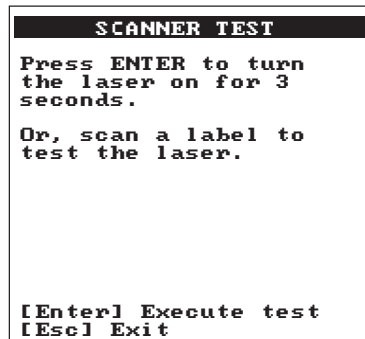 SCANNER TEST
Press ENTER to turn
the laser on for 3
seconds.
Or, scan a label to
test the laser.
[Enter] Execute test
[Esc] Exit